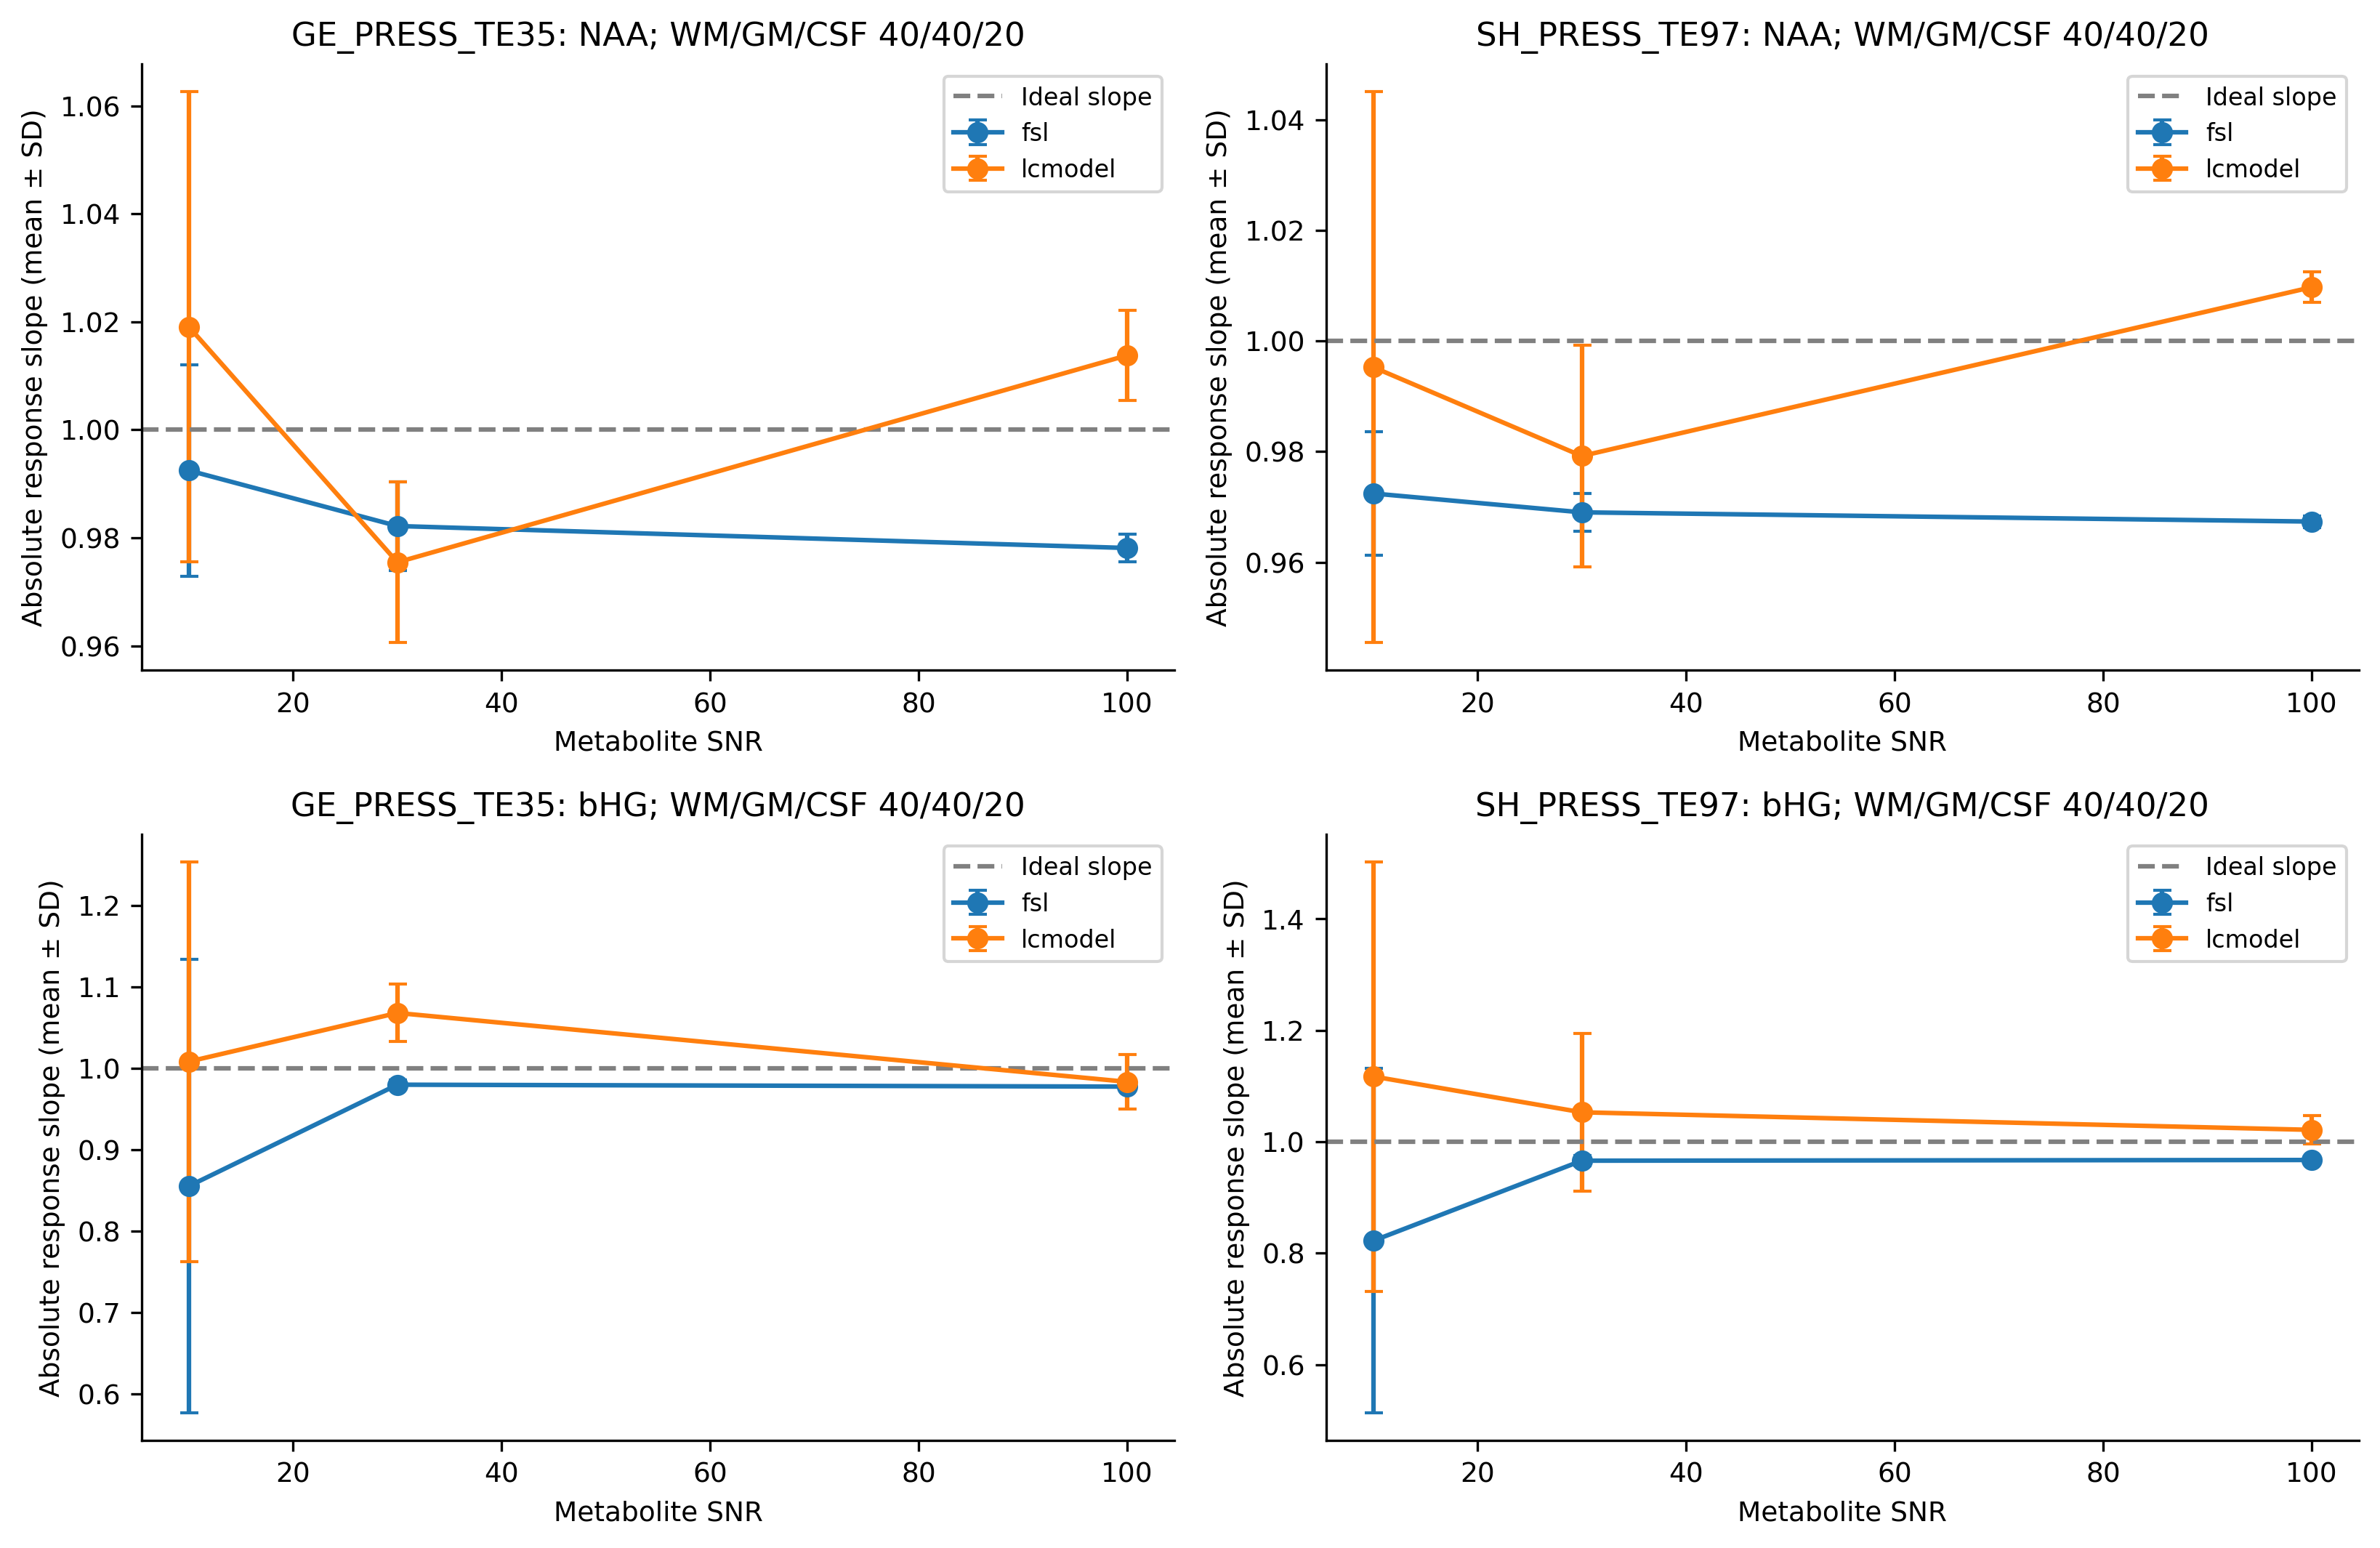 GE_PRESS_TE35: NAA; WM/GM/CSF 40/40/20
Absolute response slope (mean ± SD)
1.06
1.04
1.02
1.00
0.98
0.96
Ideal slope
fsl
lcmodel
20 40 60 80 100
Metabolite SNR
SH_PRESS_TE97: NAA; WM/GM/CSF 40/40/20
Absolute response slope (mean ± SD)
1.04
1.02
1.00
0.98
0.96
Ideal slope
fsl
lcmodel
20 40 60 80 100
Metabolite SNR
GE_PRESS_TE35: bHG; WM/GM/CSF 40/40/20
Absolute response slope (mean ± SD)
1.2
1.1
1.0
0.9
0.8
0.7
0.6
Ideal slope
fsl
lcmodel
20 40 60 80 100
Metabolite SNR
SH_PRESS_TE97: bHG; WM/GM/CSF 40/40/20
Absolute response slope (mean ± SD)
1.4
1.2
1.0
0.8
0.6
Ideal slope
fsl
lcmodel
20 40 60 80 100
Metabolite SNR